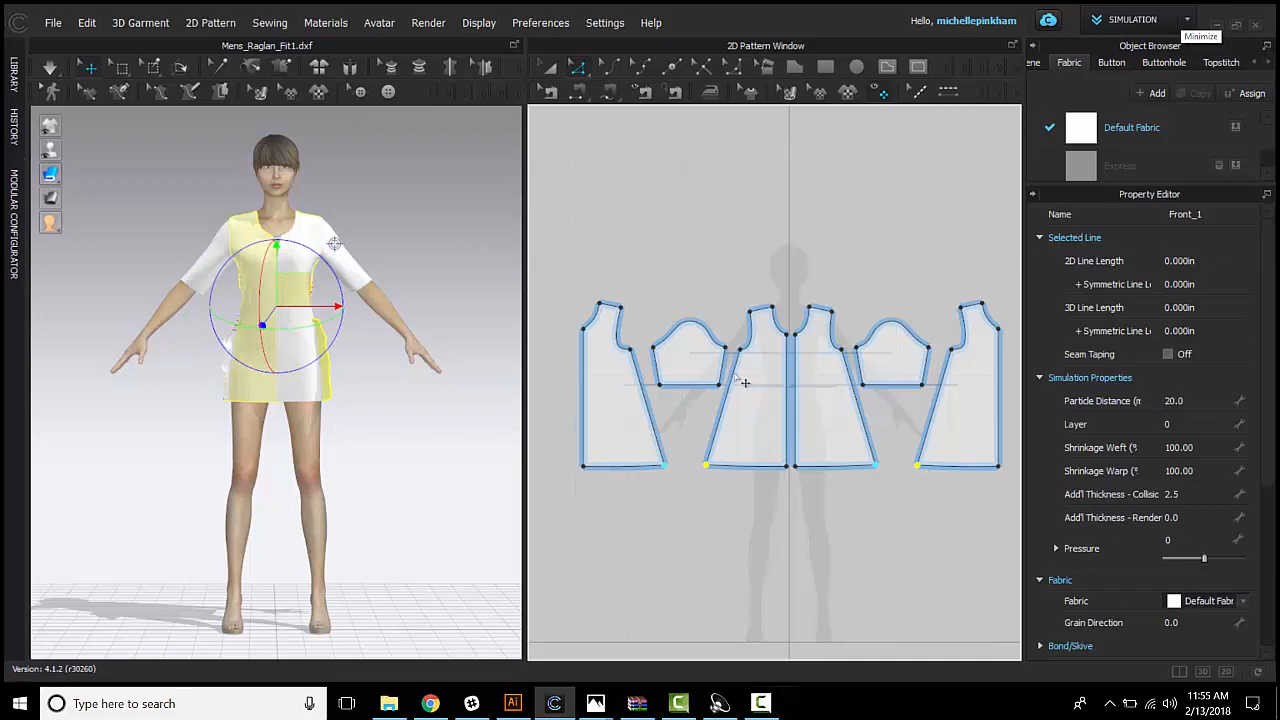 File Edit 3D Garment 2D Pattern Sewing Materials Avatar Render Display Preferences Settings Help
Hello, michellepinkham
SIMULATION
Minimize
Mens_Raglan_Fit1.dxf
2D Pattern Window
Object Browser
ene Fabric Button Buttonhole Topstitch
Add Copy Assign
Default Fabric
Express
LIBRARY
HISTORY
MODULAR CONFIGURATOR
Property Editor
Name Front_1
Selected Line
2D Line Length 0.000in
+ Symmetric Line L 0.000in
3D Line Length 0.000in
+ Symmetric Line L 0.000in
Seam Taping Off
Simulation Properties
Particle Distance (m 20.0
Layer 0
Shrinkage Weft (% 100.00
Shrinkage Warp (% 100.00
Add'l Thickness - Collisic 2.5
Add'l Thickness - Render 0.0
Pressure 0
Fabric
Fabric Default Fabr
Grain Direction 0.0
Bond/Skive
Version: 4.1.2 (r30260)
3D 2D
Type here to search
Ai
11:55 AM
2/13/2018